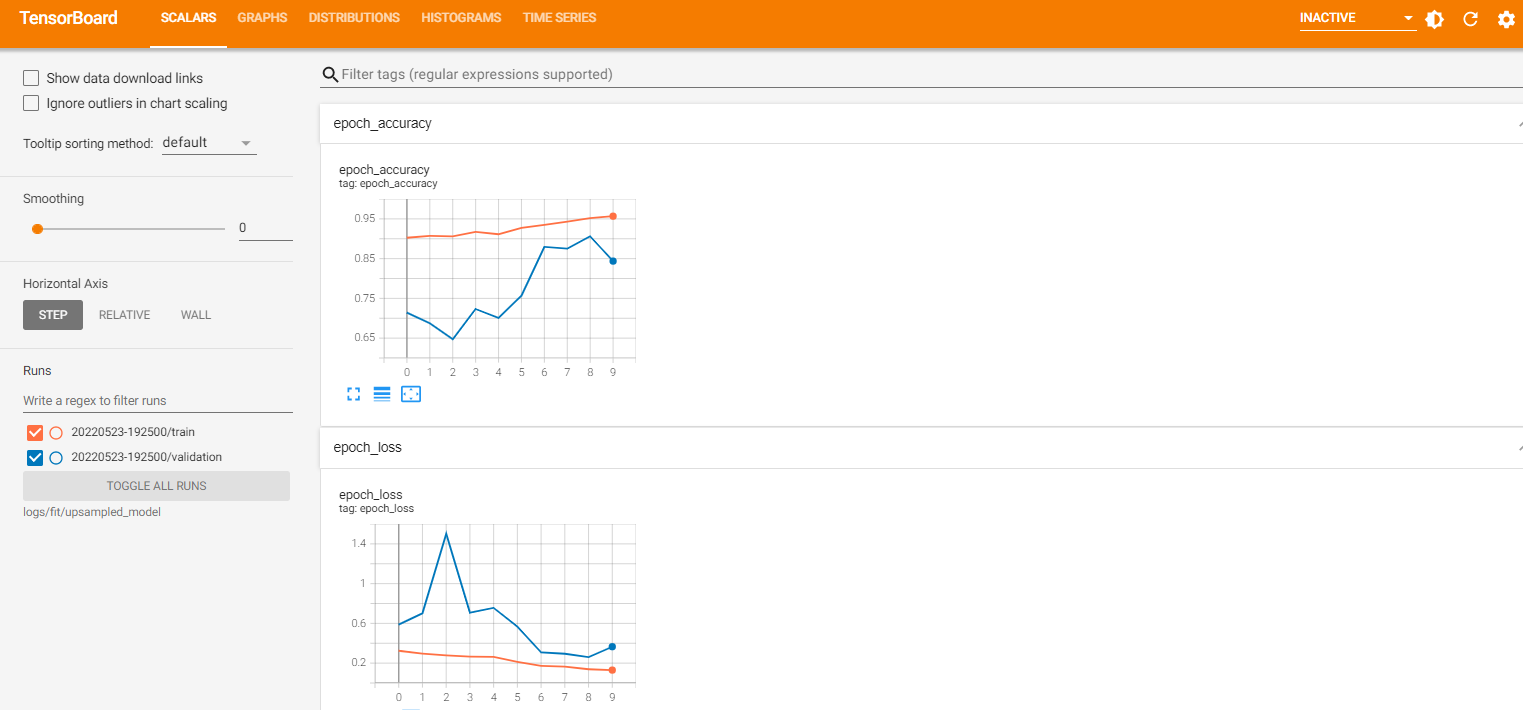 TensorBoard SCALARS GRAPHS DISTRIBUTIONS HISTOGRAMS TIME SERIES INACTIVE
Show data download links
Ignore outliers in chart scaling
Tooltip sorting method: default
Smoothing
0
Horizontal Axis
STEP RELATIVE WALL
Runs
Write a regex to filter runs
20220523-192500/train
20220523-192500/validation
TOGGLE ALL RUNS
logs/fit/upsampled_model
Filter tags (regular expressions supported)
epoch_accuracy
epoch_accuracy
tag: epoch_accuracy
0.95
0.85
0.75
0.65
0 1 2 3 4 5 6 7 8 9
epoch_loss
epoch_loss
tag: epoch_loss
1.4
1
0.6
0.2
0 1 2 3 4 5 6 7 8 9